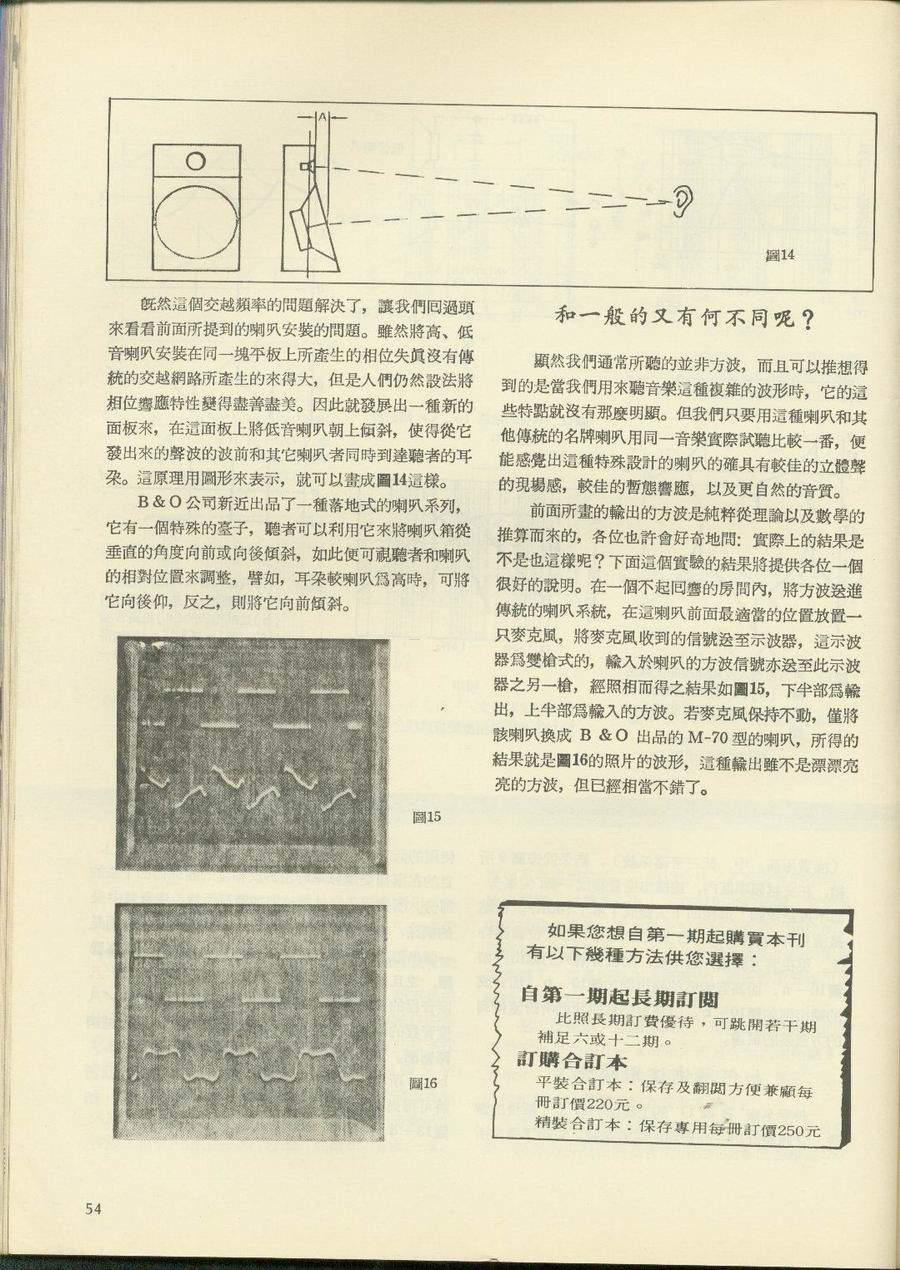 A
圖14
旣然這個交越頻率的問題解決了，讓我們囘過頭
來看看前面所提到的喇叭安裝的問題。雖然將高、低
音喇叭安裝在同一塊平板上所產生的相位失眞沒有傳
統的交越網路所產生的來得大，但是人們仍然設法將
相位響應特性變得盡善盡美。因此就發展出一種新的
面板來，在這面板上將低音喇叭朝上傾斜，使得從它
發出來的聲波的波前和其它喇叭者同時到達聽者的耳
朶。這原理用圖形來表示，就可以畫成圖14這樣。
B & O 公司新近出品了一種落地式的喇叭系列，
它有一個特殊的臺子，聽者可以利用它來將喇叭箱從
垂直的角度向前或向後傾斜，如此便可視聽者和喇叭
的相對位置來調整，譬如，耳朶較喇叭爲高時，可將
它向後仰，反之，則將它向前傾斜。
圖15
圖16
和一般的又有何不同呢？
顯然我們通常所聽的並非方波，而且可以推想得
到的是當我們用來聽音樂這種複雜的波形時，它的這
些特點就沒有那麼明顯。但我們只要用這種喇叭和其
他傳統的名牌喇叭用同一音樂實際試聽比較一番，便
能感覺出這種特殊設計的喇叭的確具有較佳的立體聲
的現場感，較佳的暫態響應，以及更自然的音質。
前面所畫的輸出的方波是純粹從理論以及數學的
推算而來的，各位也許會好奇地問：實際上的結果是
不是也這樣呢？下面這個實驗的結果將提供各位一個
很好的說明。在一個不起囘響的房間內，將方波送進
傳統的喇叭系統，在這喇叭前面最適當的位置放置一
只麥克風，將麥克風收到的信號送至示波器，這示波
器爲雙槍式的，輸入於喇叭的方波信號亦送至此示波
器之另一槍，經照相而得之結果如圖15，下半部爲輸
出，上半部爲輸入的方波。若麥克風保持不動，僅將
該喇叭換成 B & O 出品的 M-70 型的喇叭，所得的
結果就是圖16的照片的波形，這種輸出雖不是漂漂亮
亮的方波，但已經相當不錯了。
如果您想自第一期起購買本刊
有以下幾種方法供您選擇：
自第一期起長期訂閱
比照長期訂費優待，可跳開若干期
補足六或十二期。
訂購合訂本
平裝合訂本：保存及翻閱方便兼顧每
冊訂價220元。
精裝合訂本：保存專用每冊訂價250元
54